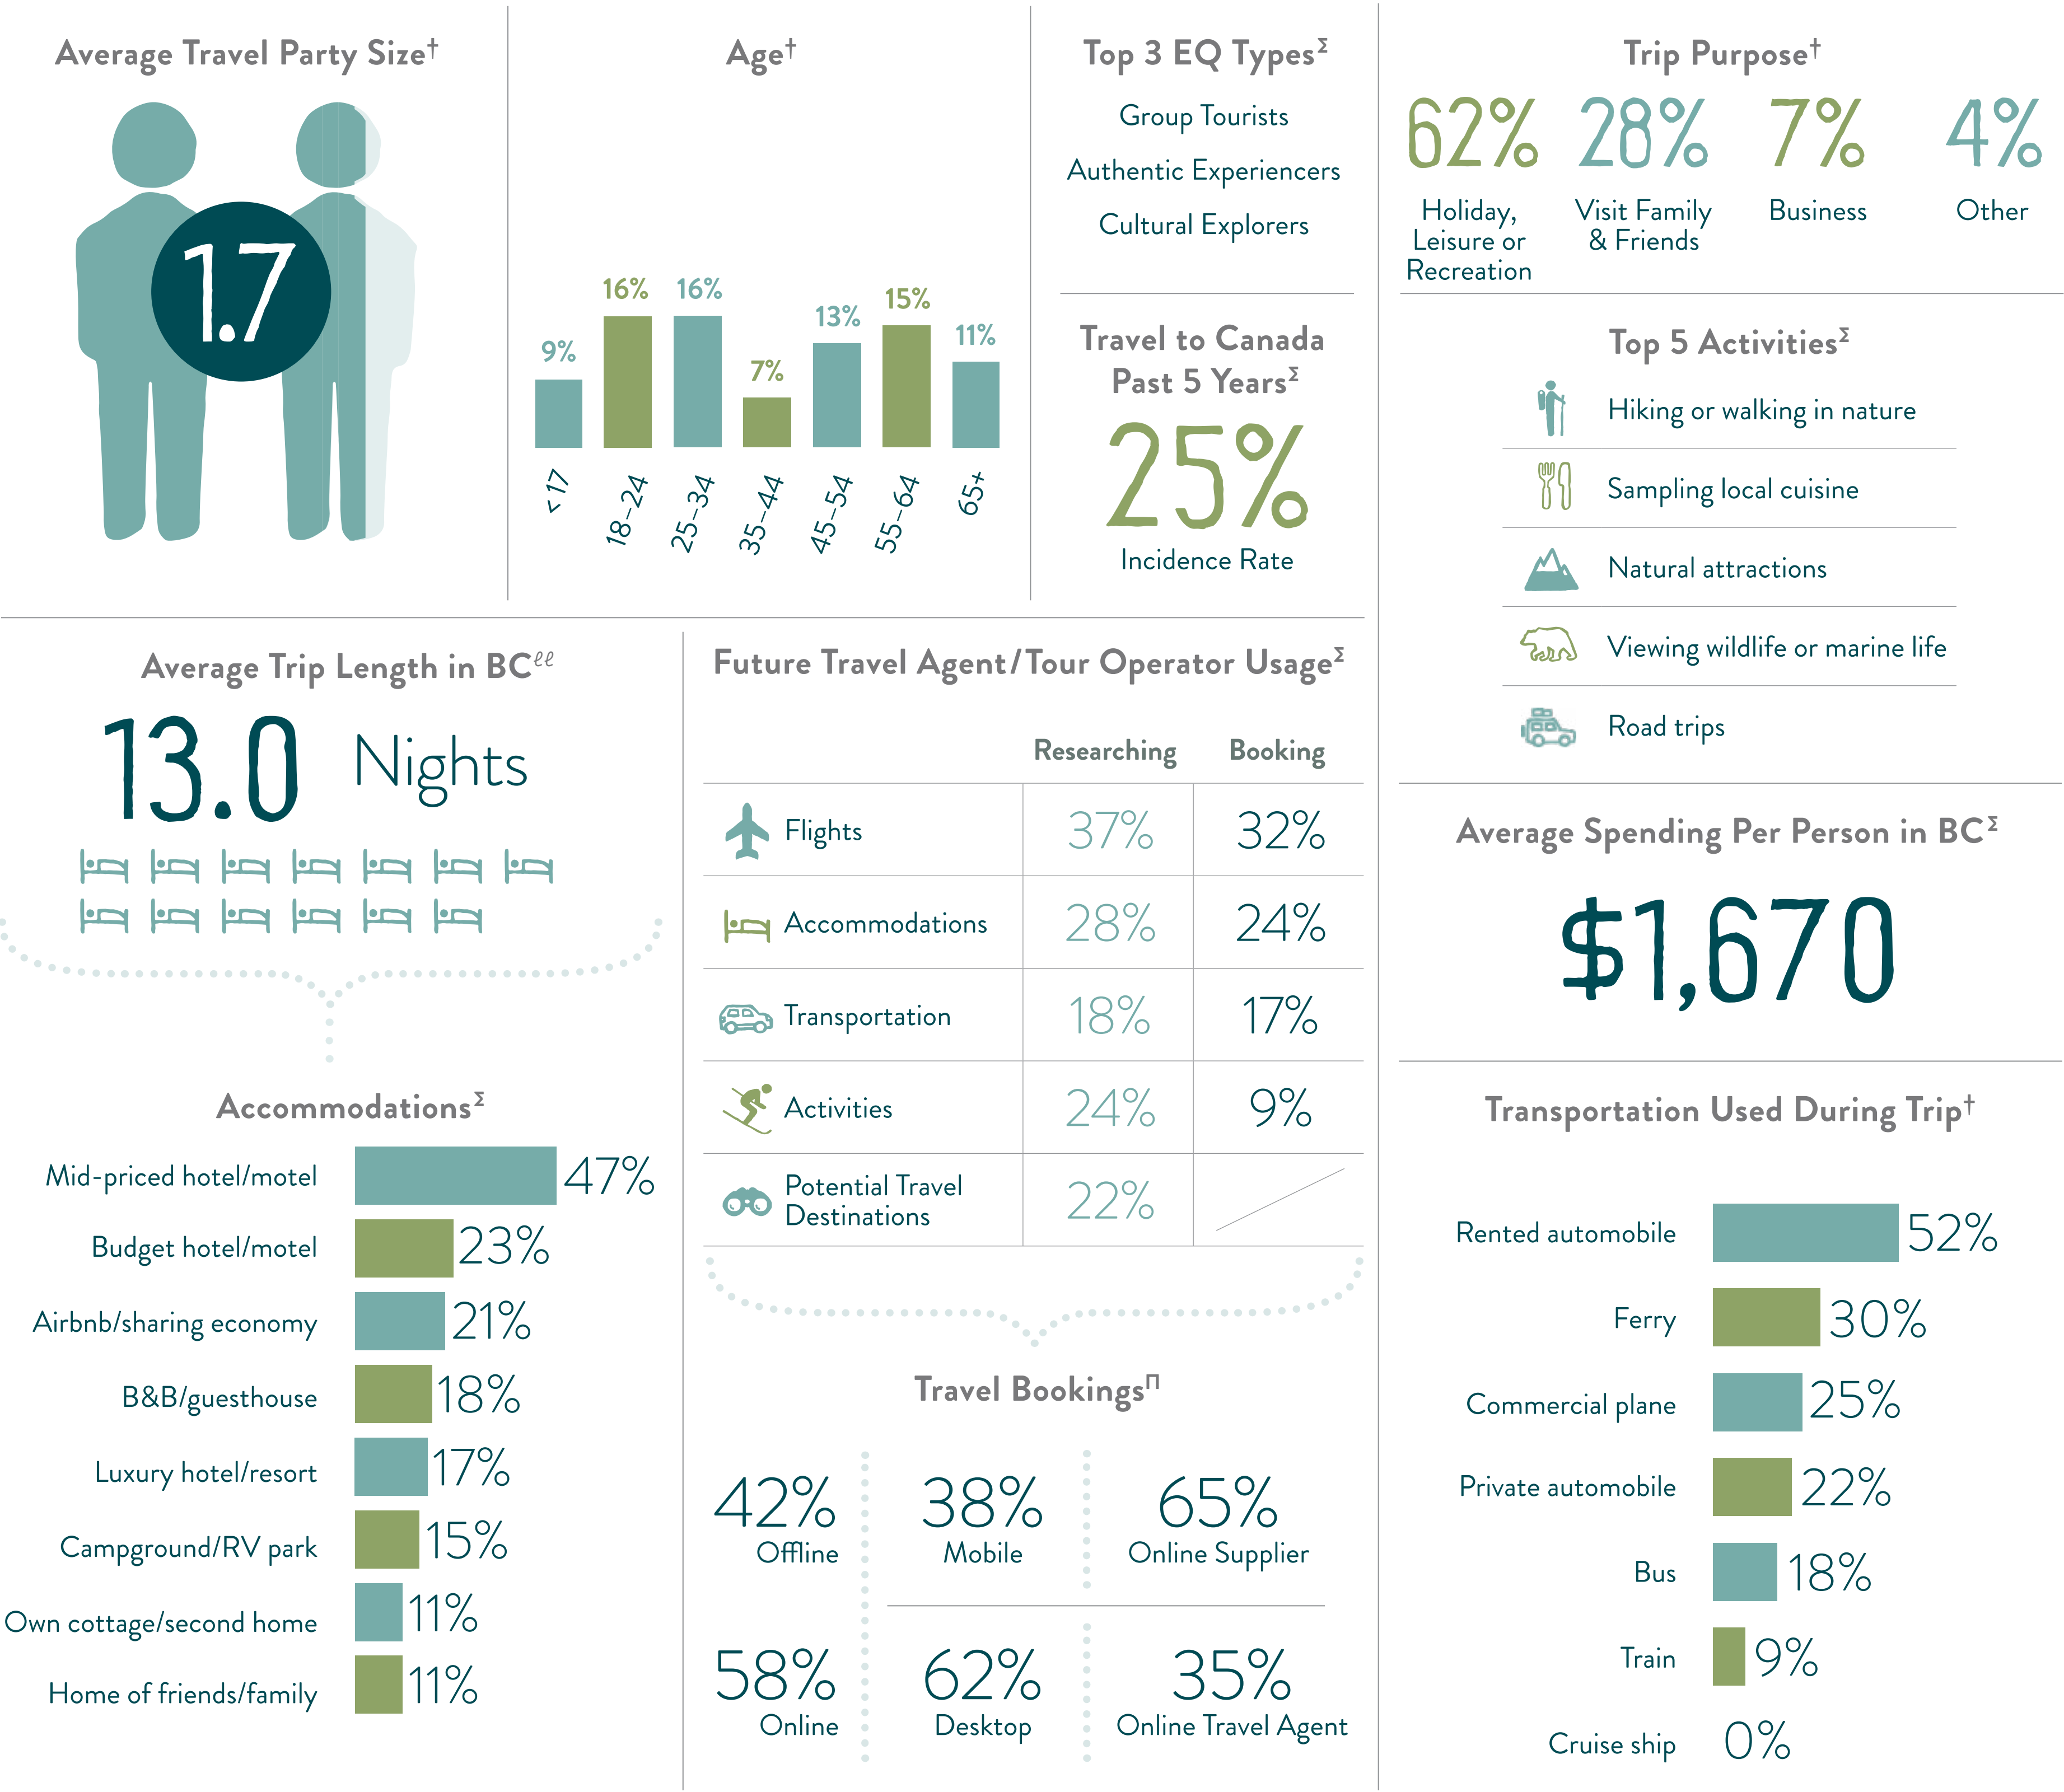 Average Travel Party Size†
1.7
Age†
9%
16%
16%
7%
13%
15%
11%
<17
18–24
25–34
35–44
45–54
55–64
65+
Top 3 EQ Types⅀
Group Tourists
Authentic Experiencers
Cultural Explorers
Travel to Canada
Past 5 Years⅀
25%
Incidence Rate
Trip Purpose†
62%
Holiday,
Leisure or
Recreation
28%
Visit Family
& Friends
7%
Business
4%
Other
Top 5 Activities⅀
Hiking or walking in nature
Sampling local cuisine
Natural attractions
Viewing wildlife or marine life
Road trips
Average Trip Length in BCℓℓ
13.0 Nights
Accommodations⅀
Mid-priced hotel/motel 47%
Budget hotel/motel 23%
Airbnb/sharing economy 21%
B&B/guesthouse 18%
Luxury hotel/resort 17%
Campground/RV park 15%
Own cottage/second home 11%
Home of friends/family 11%
Future Travel Agent/Tour Operator Usage⅀
Researching Booking
Flights 37% 32%
Accommodations 28% 24%
Transportation 18% 17%
Activities 24% 9%
Potential Travel
Destinations 22%
Travel Bookings⊓
42%
Offline
38%
Mobile
65%
Online Supplier
58%
Online
62%
Desktop
35%
Online Travel Agent
Average Spending Per Person in BC⅀
$1,670
Transportation Used During Trip†
Rented automobile 52%
Ferry 30%
Commercial plane 25%
Private automobile 22%
Bus 18%
Train 9%
Cruise ship 0%